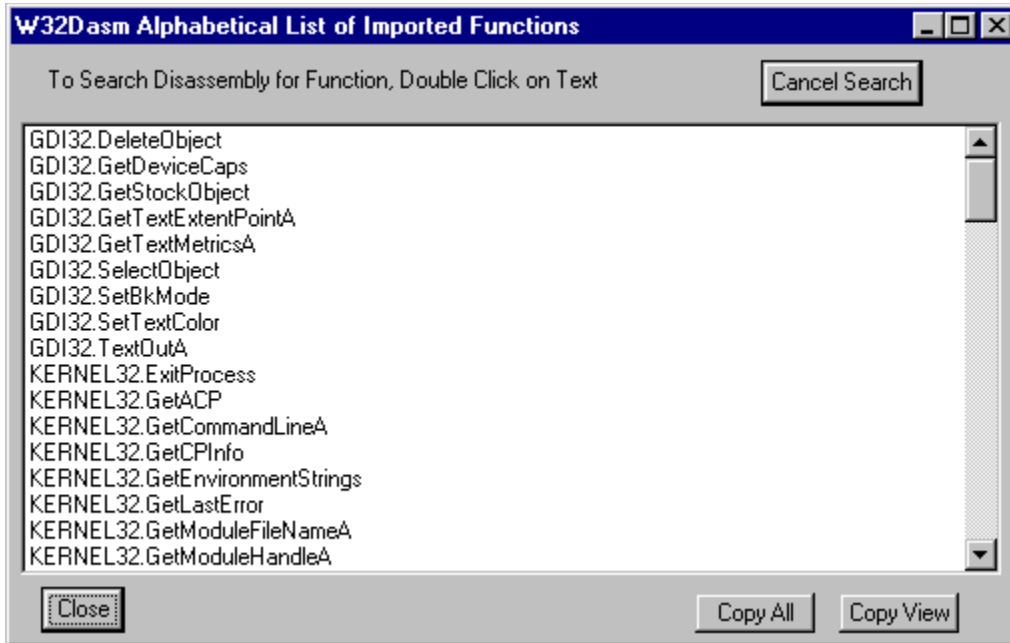 W32Dasm Alphabetical List of Imported Functions
To Search Disassembly for Function, Double Click on Text
Cancel Search
GDI32.DeleteObject
GDI32.GetDeviceCaps
GDI32.GetStockObject
GDI32.GetTextExtentPointA
GDI32.GetTextMetricsA
GDI32.SelectObject
GDI32.SetBkMode
GDI32.SetTextColor
GDI32.TextOutA
KERNEL32.ExitProcess
KERNEL32.GetACP
KERNEL32.GetCommandLineA
KERNEL32.GetCPInfo
KERNEL32.GetEnvironmentStrings
KERNEL32.GetLastError
KERNEL32.GetModuleFileNameA
KERNEL32.GetModuleHandleA
Close
Copy All
Copy View